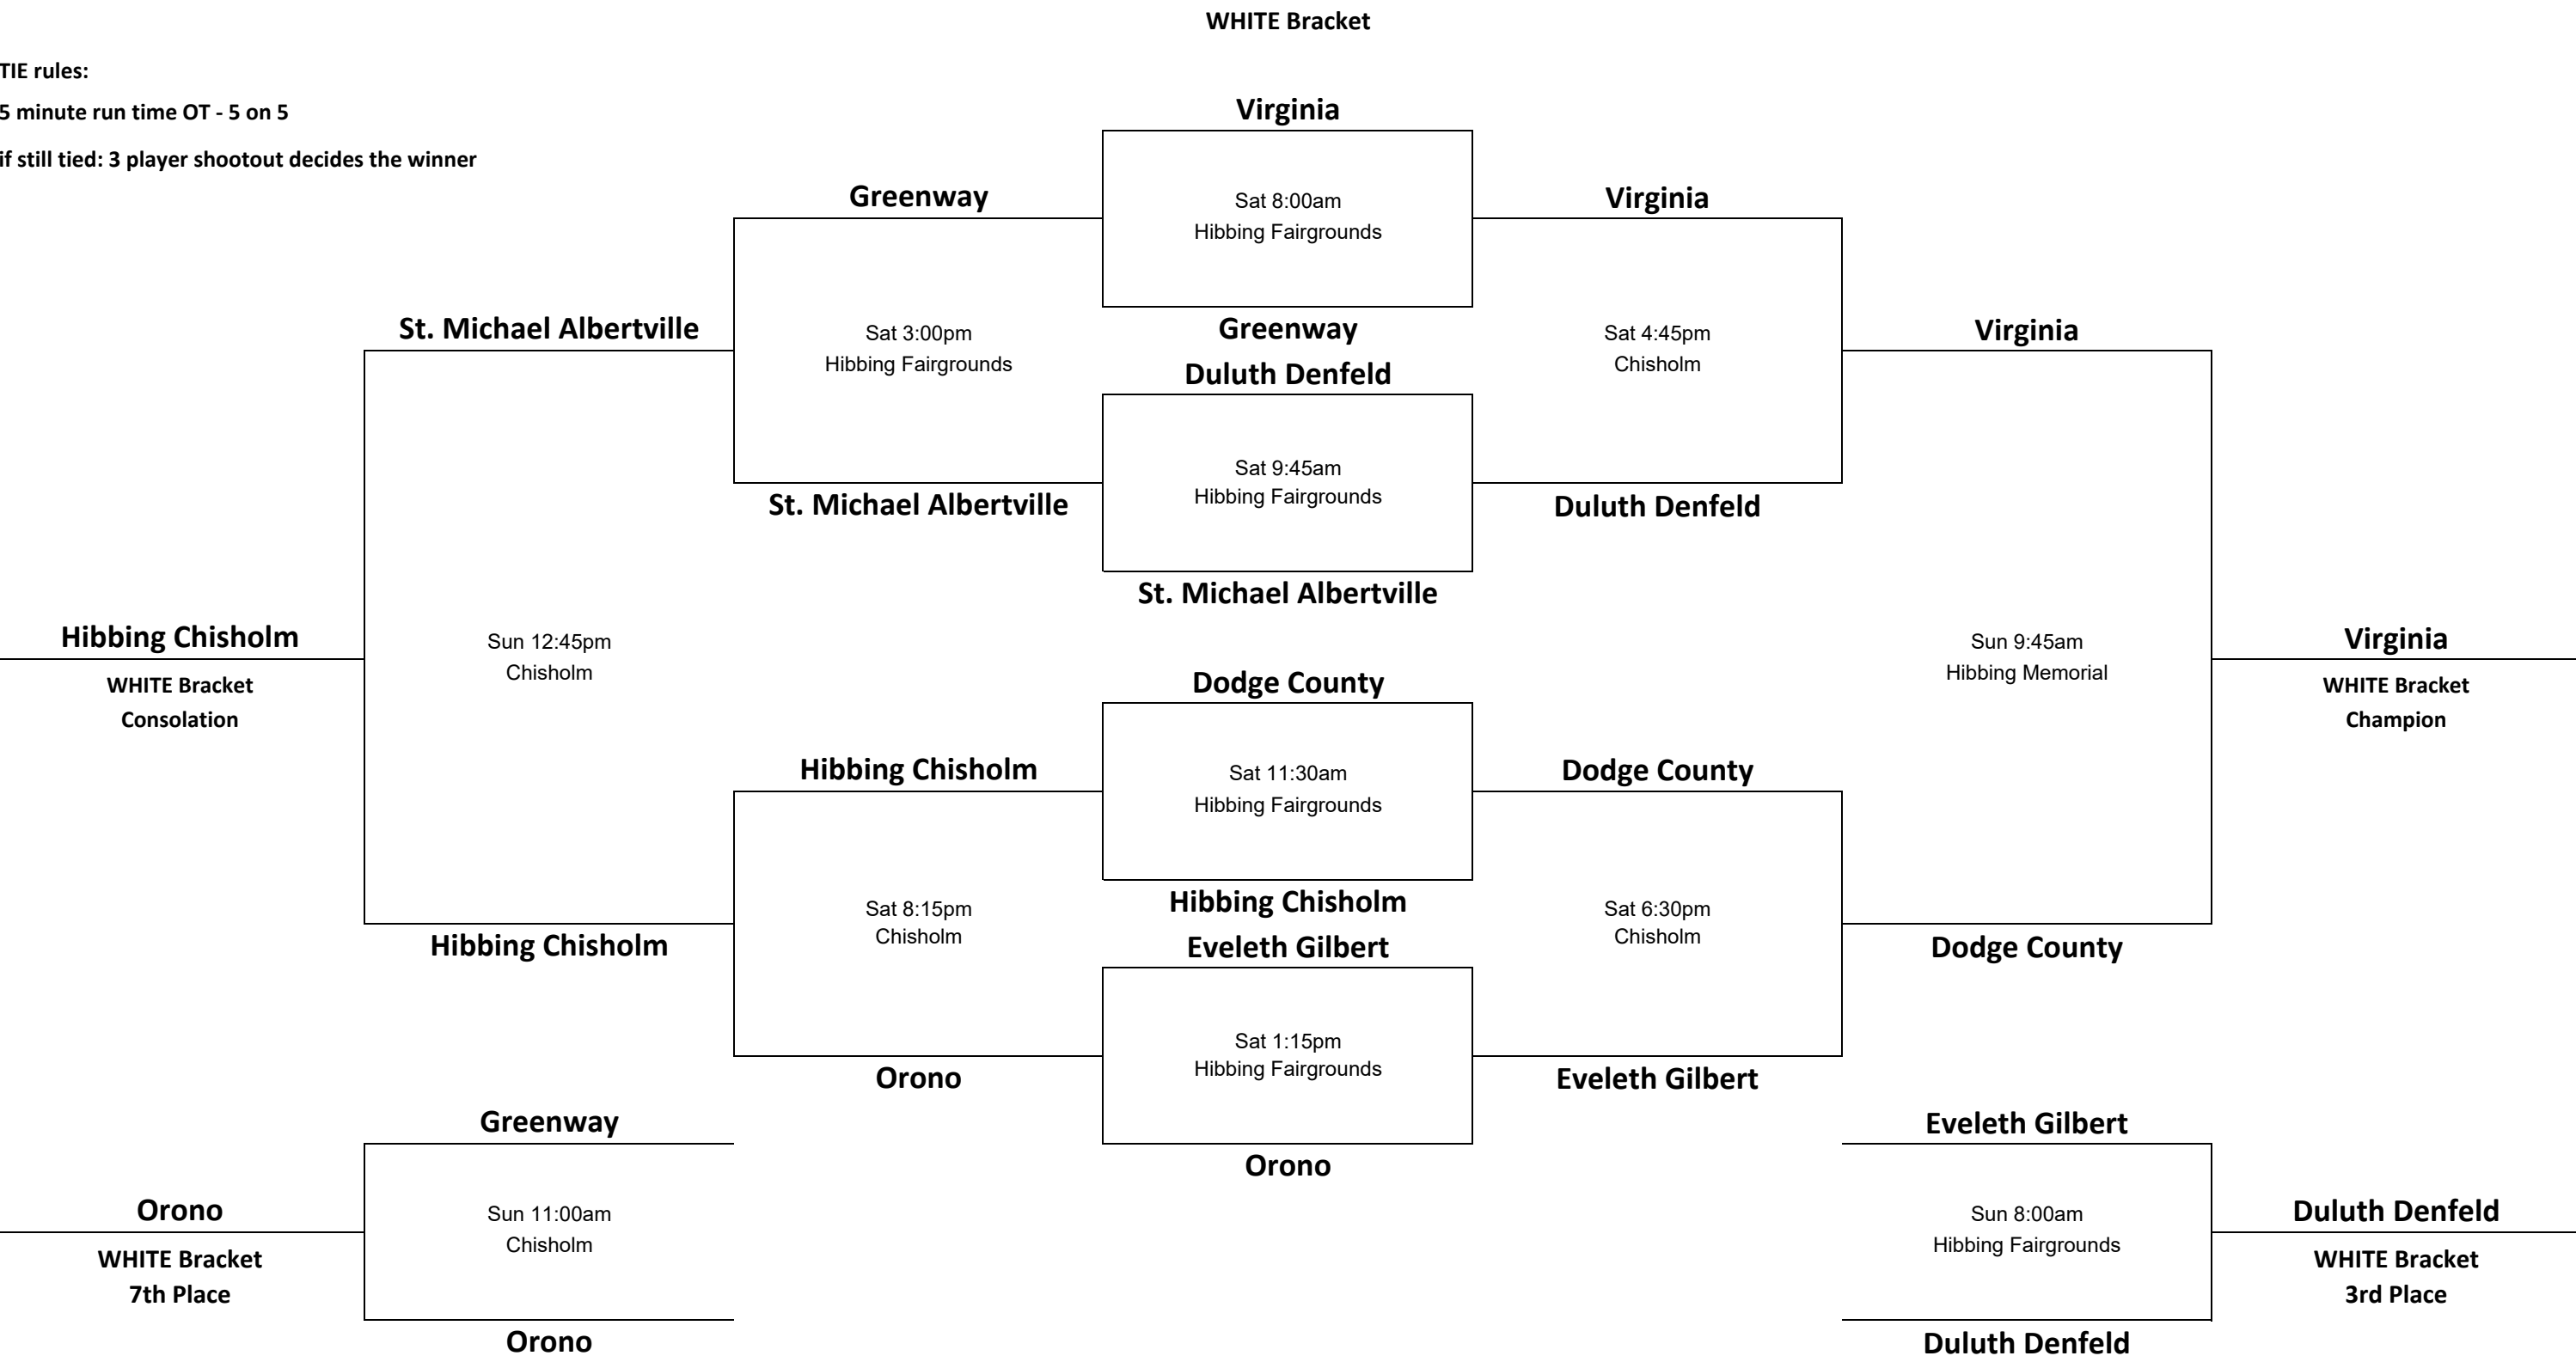 WHITE Bracket
TIE rules:
5 minute run time OT - 5 on 5
if still tied: 3 player shootout decides the winner
Virginia
Sat 8:00am
Hibbing Fairgrounds
Greenway
Virginia
Greenway
Sat 3:00pm
Hibbing Fairgrounds
St. Michael Albertville
Duluth Denfeld
Sat 9:45am
Hibbing Fairgrounds
St. Michael Albertville
Virginia
Sat 4:45pm
Chisholm
Duluth Denfeld
St. Michael Albertville
Sun 12:45pm
Chisholm
Hibbing Chisholm
Hibbing Chisholm
WHITE Bracket
Consolation
Dodge County
Sat 11:30am
Hibbing Fairgrounds
Hibbing Chisholm
Hibbing Chisholm
Sat 8:15pm
Chisholm
Orono
Eveleth Gilbert
Sat 1:15pm
Hibbing Fairgrounds
Orono
Dodge County
Sat 6:30pm
Chisholm
Eveleth Gilbert
Sun 9:45am
Hibbing Memorial
Dodge County
Virginia
WHITE Bracket
Champion
Greenway
Sun 11:00am
Chisholm
Orono
Orono
WHITE Bracket
7th Place
Eveleth Gilbert
Sun 8:00am
Hibbing Fairgrounds
Duluth Denfeld
Duluth Denfeld
WHITE Bracket
3rd Place